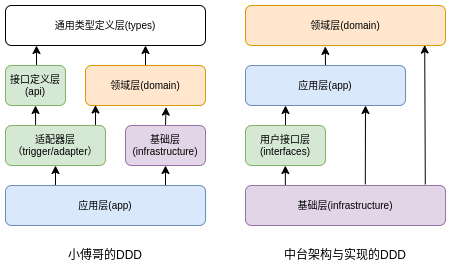 通用类型定义层(types)
接口定义层
(api)
领域层(domain)
适配器层
(trigger/adapter)
基础层
(infrastructure)
应用层(app)
小傅哥的DDD
领域层(domain)
应用层(app)
用户接口层
(interfaces)
基础层(infrastructure)
中台架构与实现的DDD